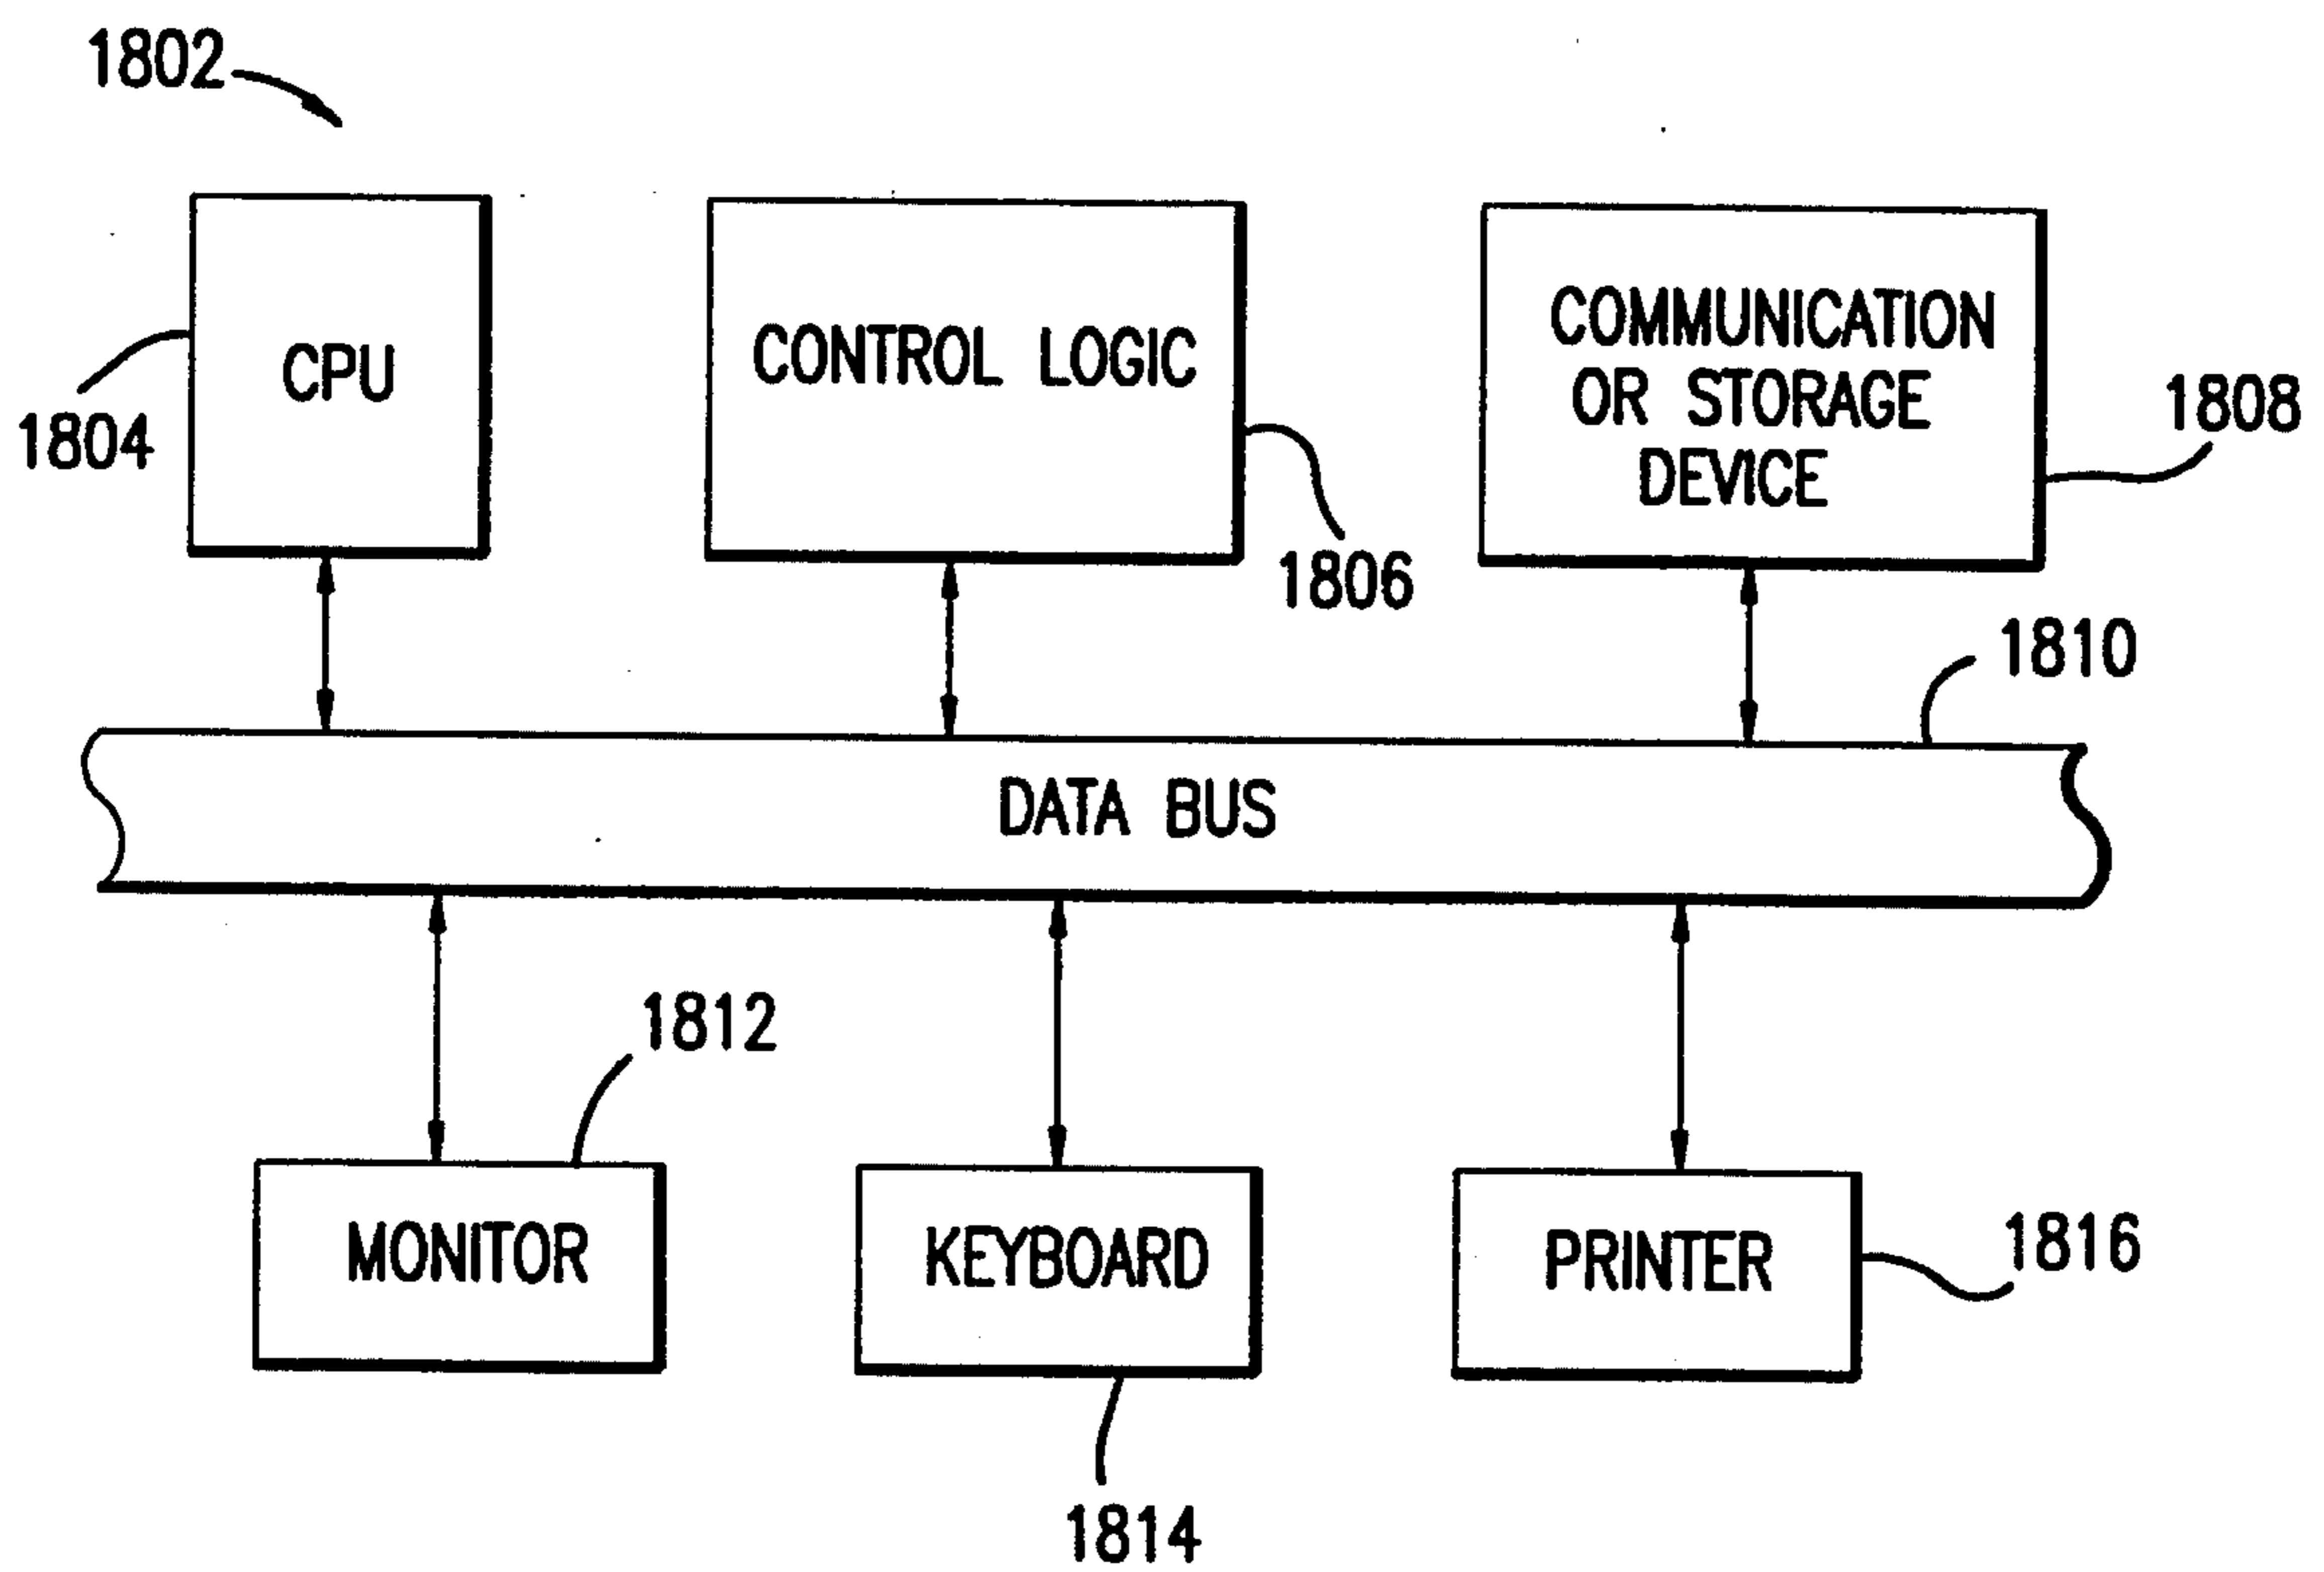 1802
CPU
1804
CONTROL LOGIC
1806
COMMUNICATION
OR STORAGE
DEVICE
1808
1810
DATA BUS
1812
MONITOR
KEYBOARD
1814
PRINTER
1816